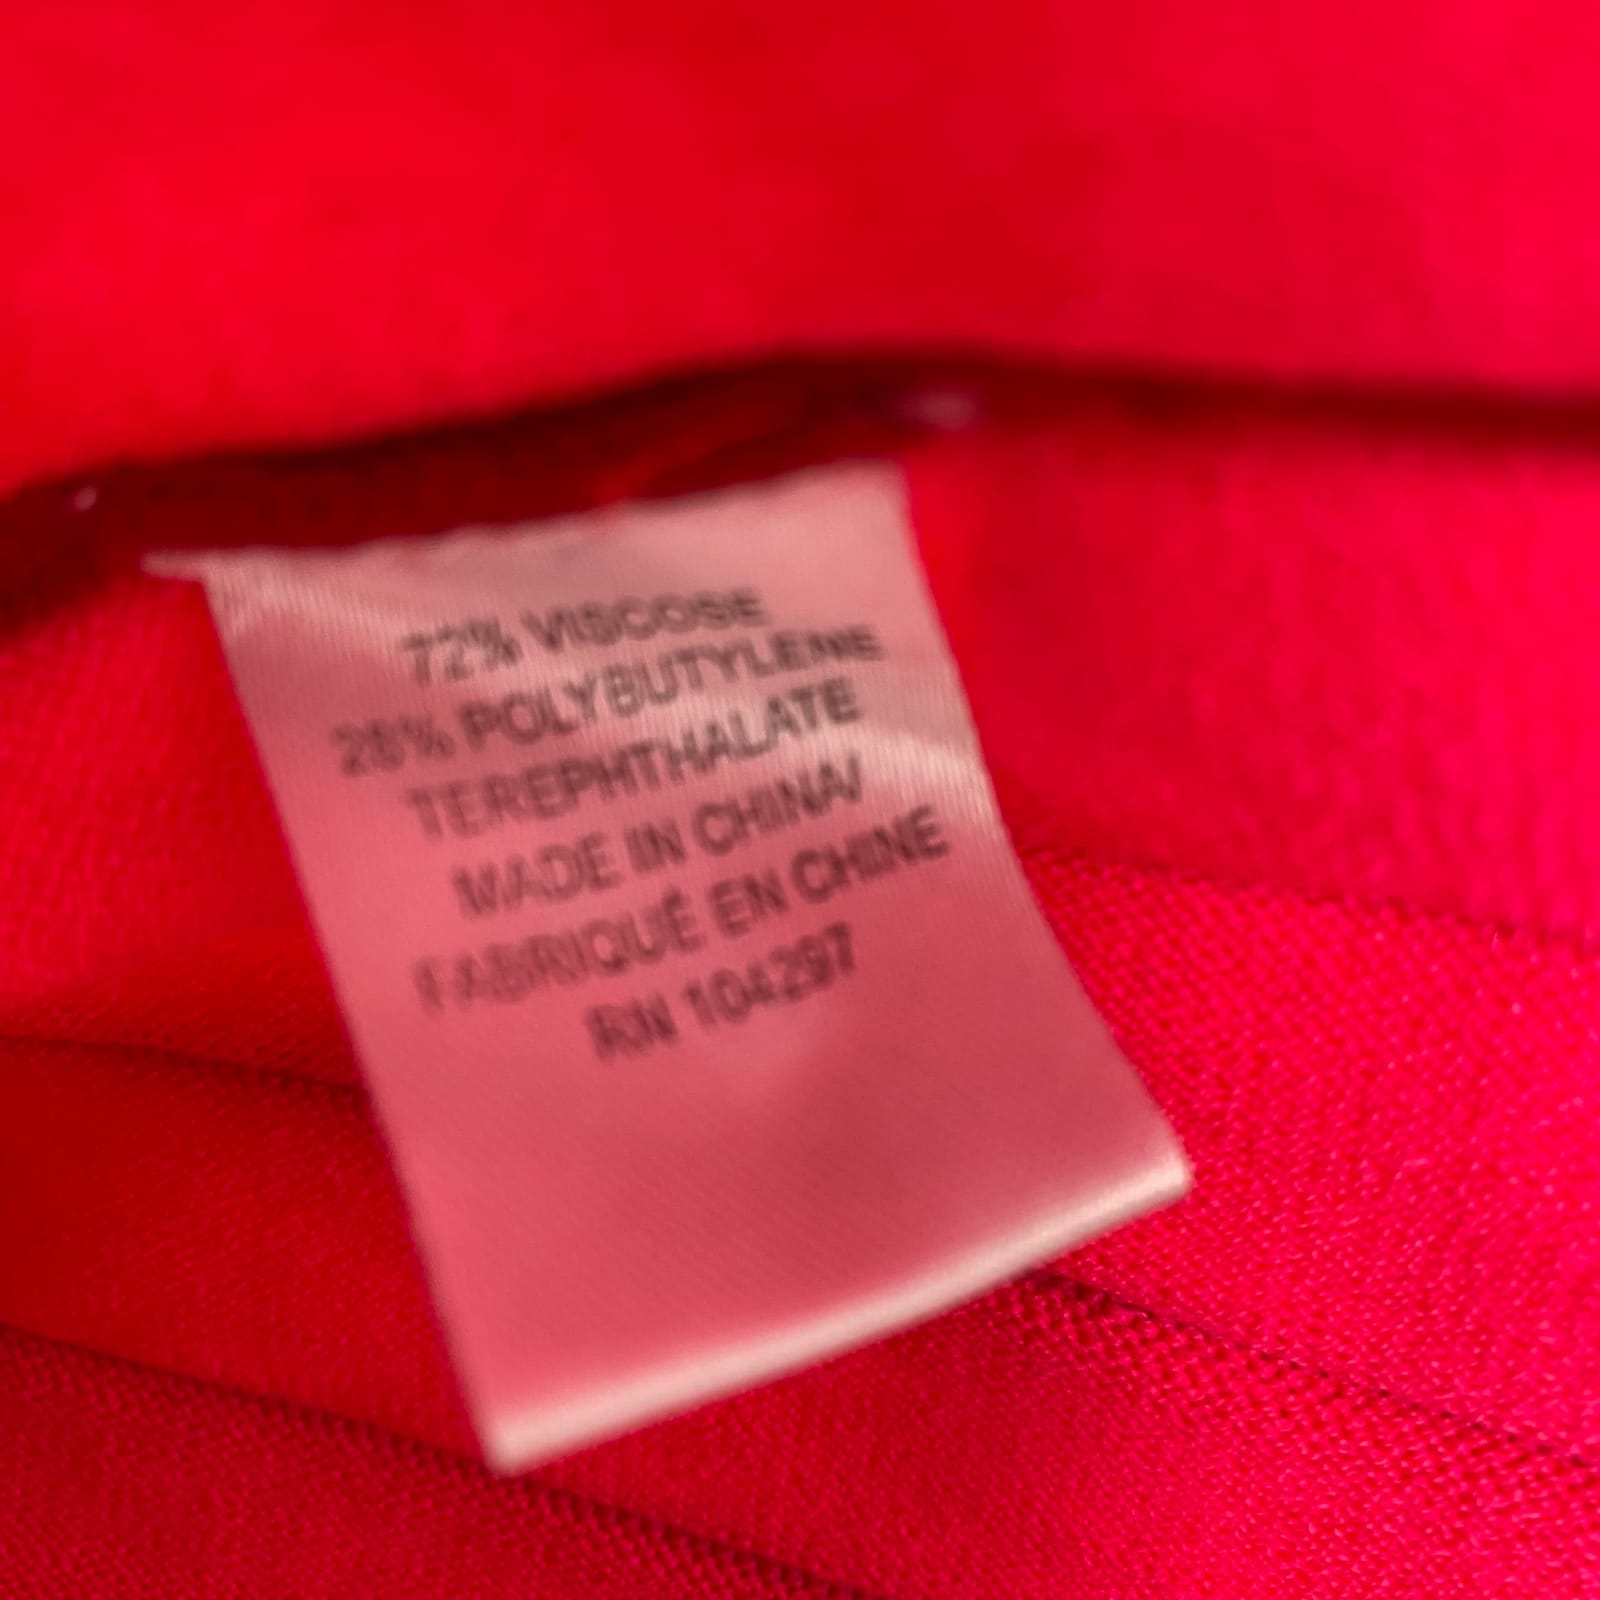 72% VISCOSE
28% POLYBUTYLENE
TEREPHTHALATE
MADE IN CHINA/
FABRIQUÉ EN CHINE
RN 104297